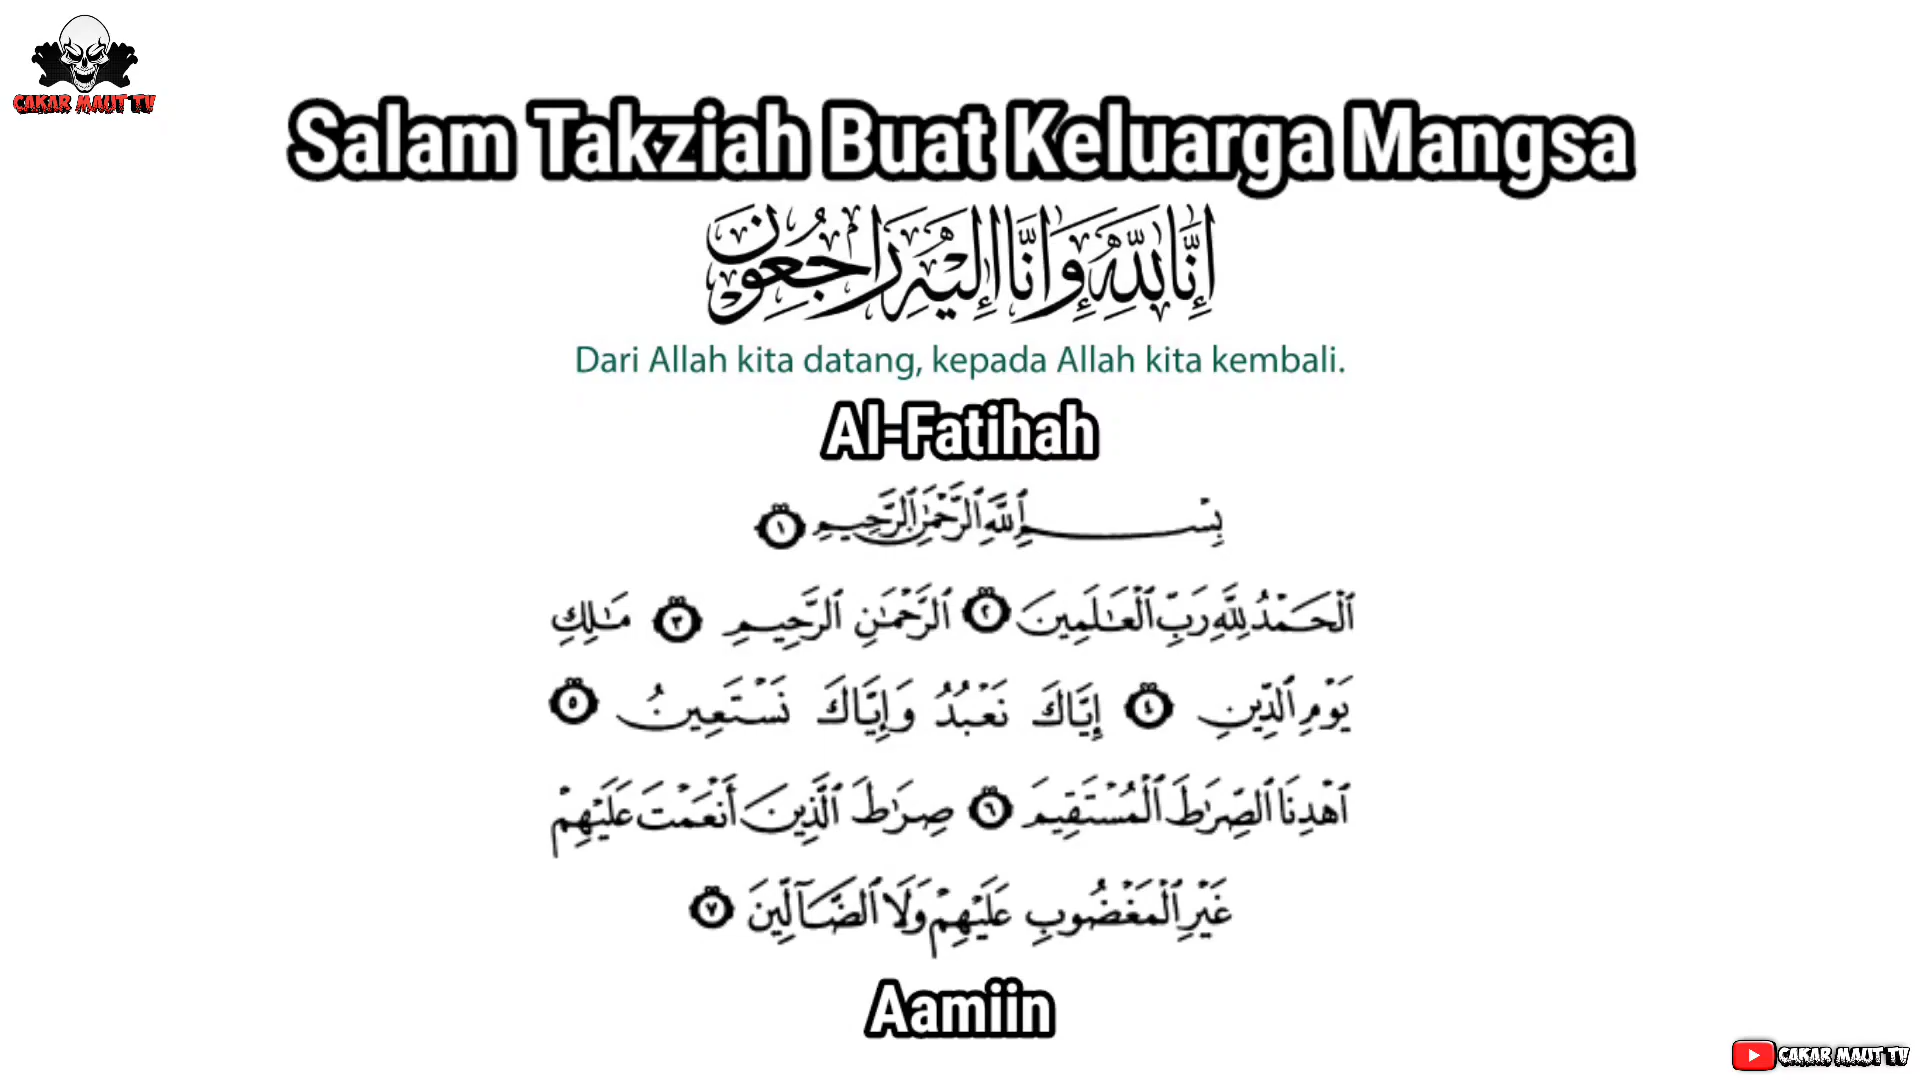 CAKAR MAUT TV
Salam Takziah Buat Keluarga Mangsa
إِنَّا لِلّٰهِ وَإِنَّا إِلَيْهِ رَاجِعُوْنَ
Dari Allah kita datang, kepada Allah kita kembali.
Al-Fatihah
بِسْمِ ٱللَّهِ ٱلرَّحْمَٰنِ ٱلرَّحِيمِ ١
ٱلْحَمْدُ لِلَّهِ رَبِّ ٱلْعَٰلَمِينَ ٢ ٱلرَّحْمَٰنِ ٱلرَّحِيمِ ٣ مَٰلِكِ
يَوْمِ ٱلدِّينِ ٤ إِيَّاكَ نَعْبُدُ وَإِيَّاكَ نَسْتَعِينُ ٥
ٱهْدِنَا ٱلصِّرَٰطَ ٱلْمُسْتَقِيمَ ٦ صِرَٰطَ ٱلَّذِينَ أَنْعَمْتَ عَلَيْهِمْ
غَيْرِ ٱلْمَغْضُوبِ عَلَيْهِمْ وَلَا ٱلضَّآلِّينَ ٧
Aamiin
CAKAR MAUT TV